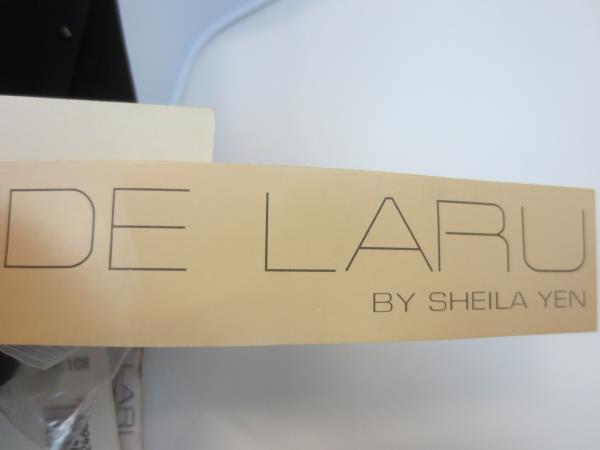 DE LARU
BY SHEILA YEN